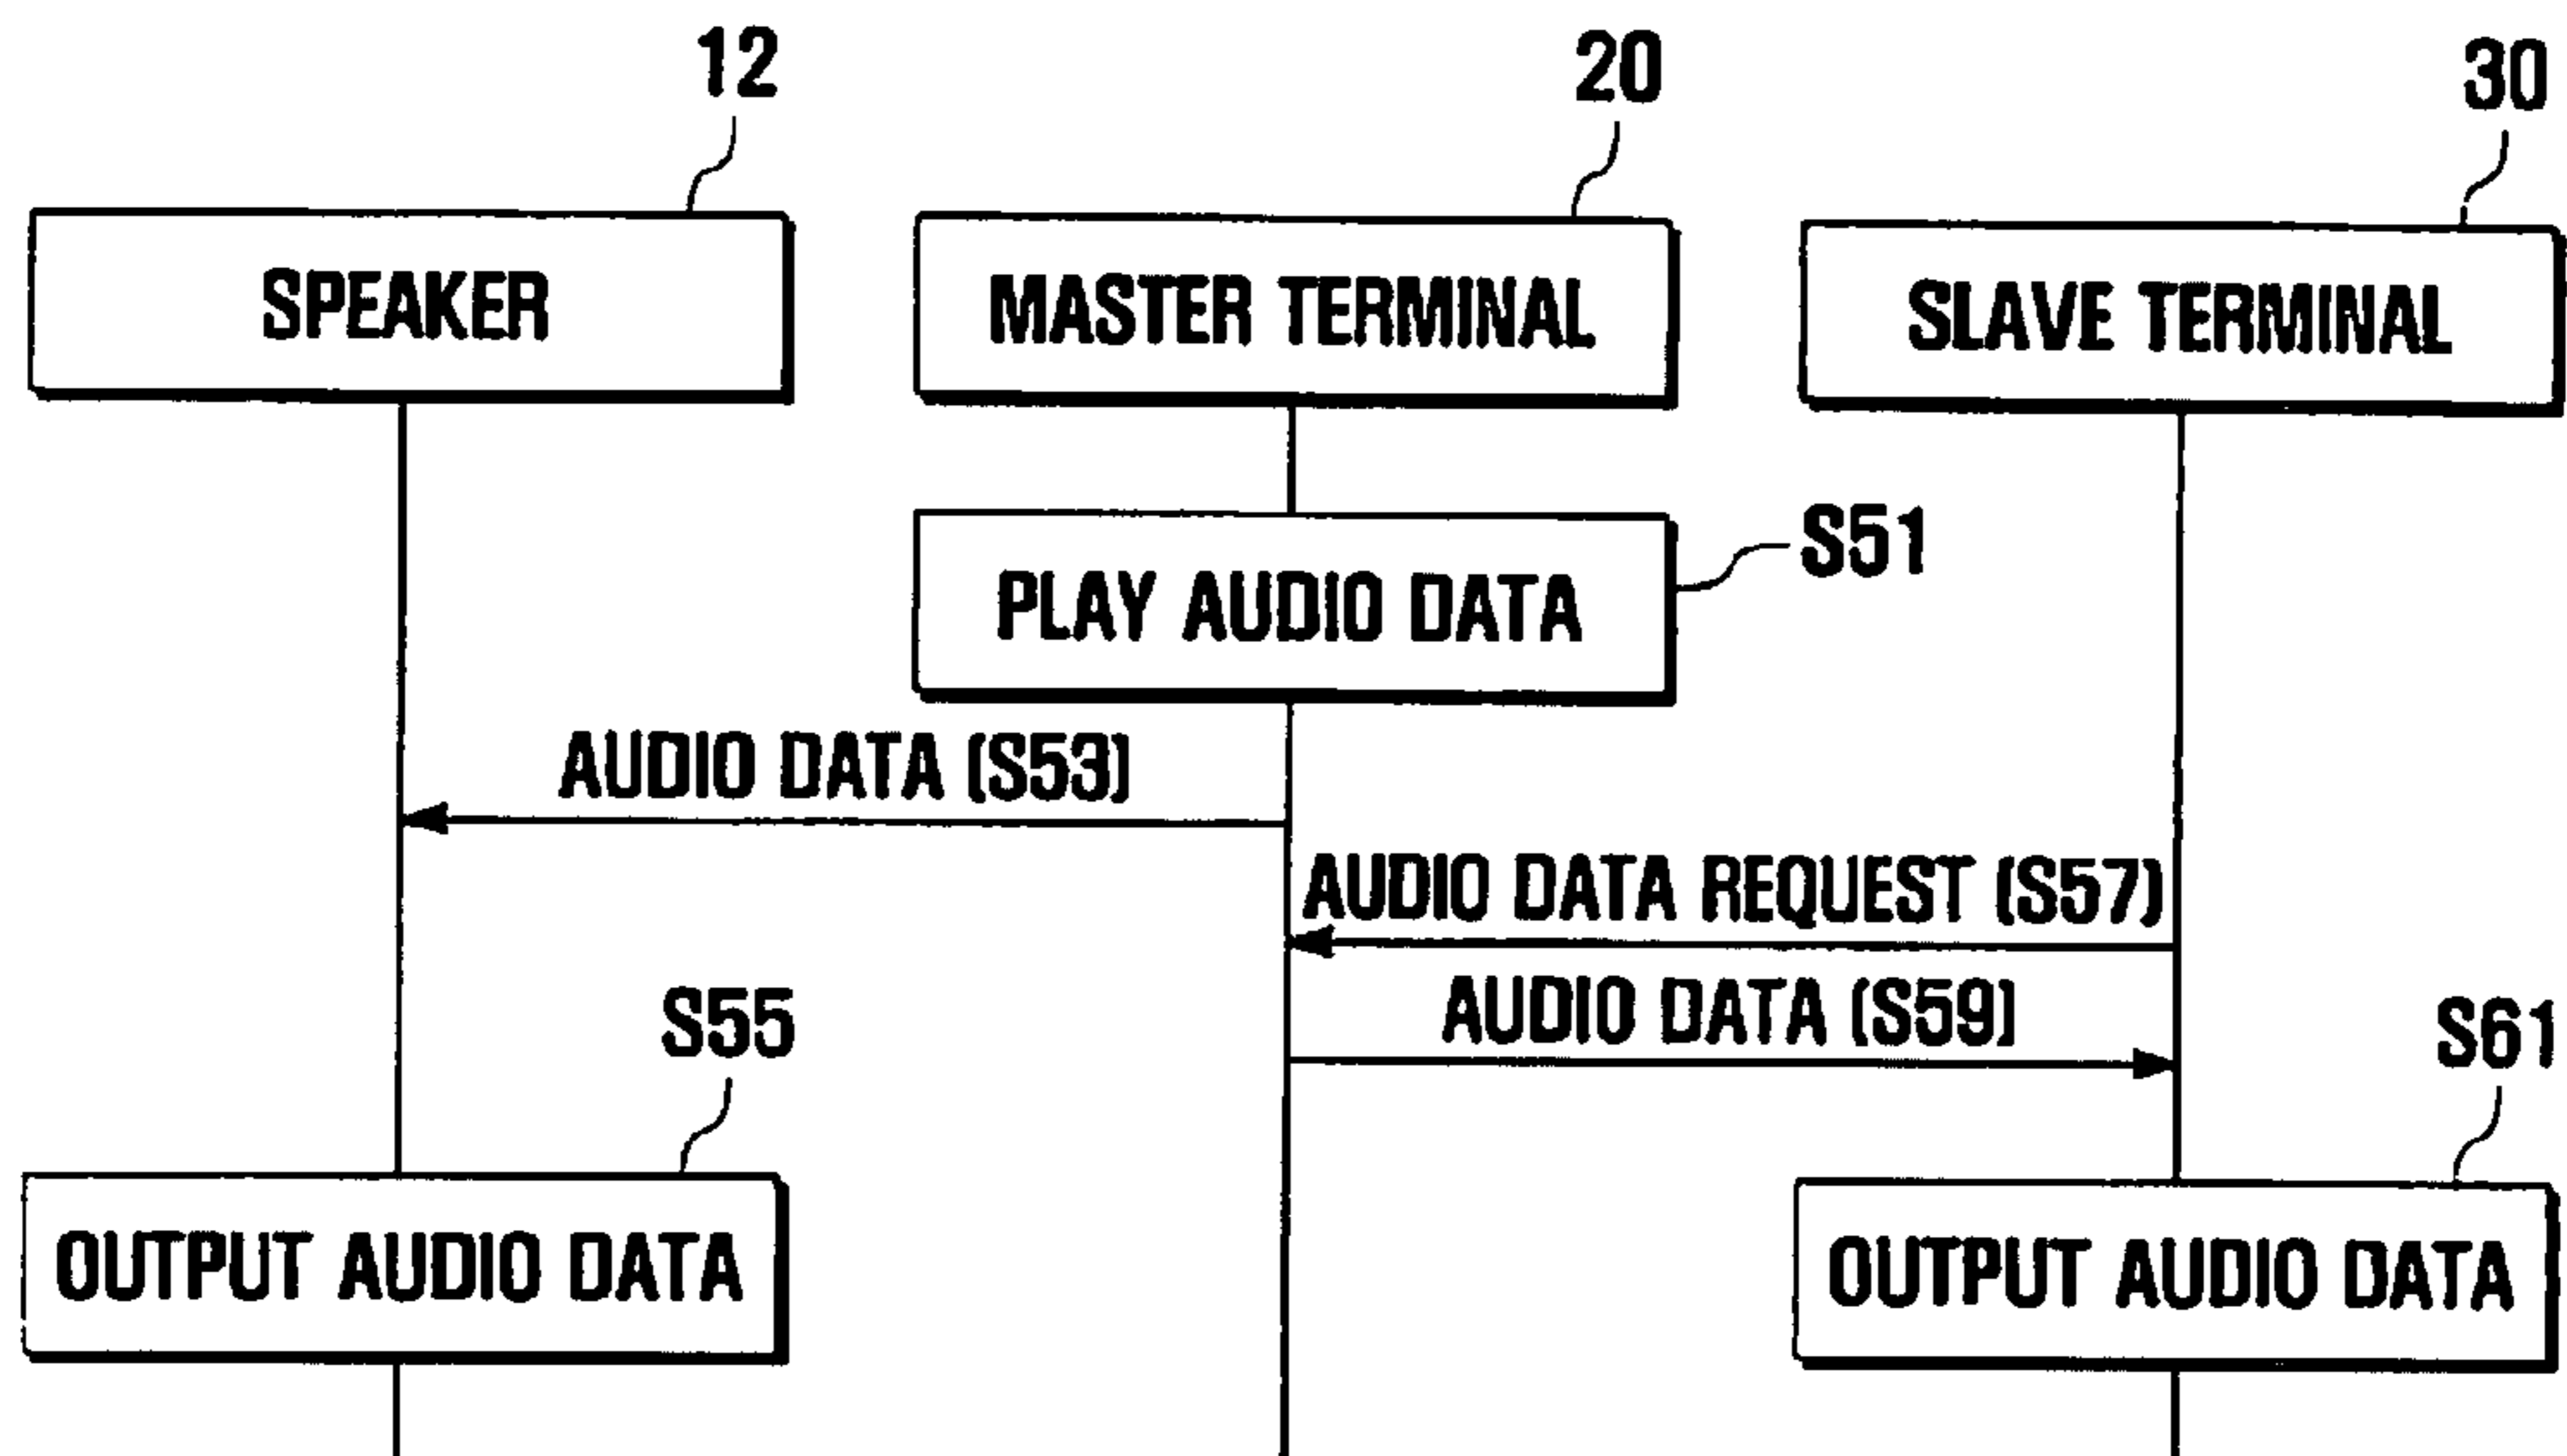 12
20
30
SPEAKER
MASTER TERMINAL
SLAVE TERMINAL
S51
PLAY AUDIO DATA
AUDIO DATA (S53)
AUDIO DATA REQUEST (S57)
AUDIO DATA (S59)
S55
S61
OUTPUT AUDIO DATA
OUTPUT AUDIO DATA